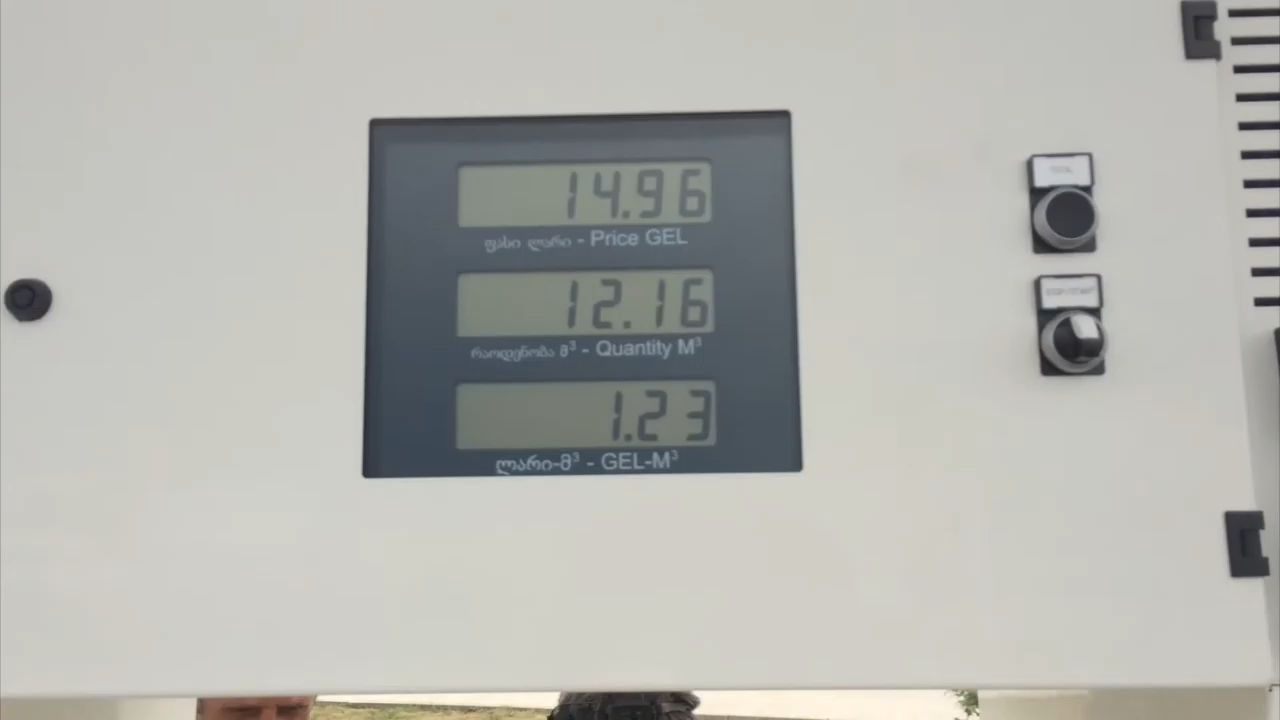 14.96
ფასი ლარი - Price GEL
12.16
რაოდენობა მ³ - Quantity M³
1.23
ლარი-მ³ - GEL-M³